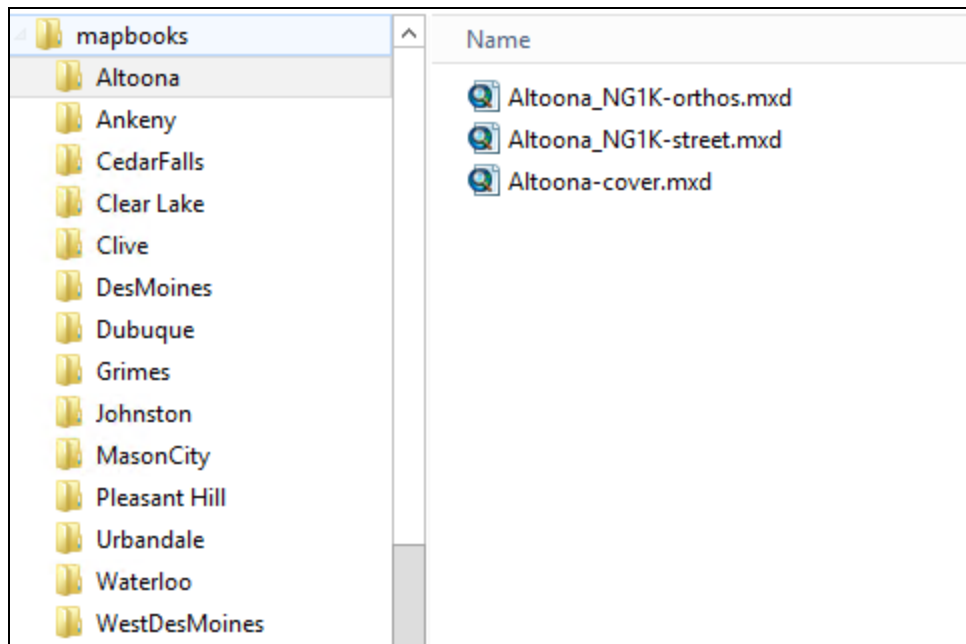 mapbooks
Altoona
Ankeny
CedarFalls
Clear Lake
Clive
DesMoines
Dubuque
Grimes
Johnston
MasonCity
Pleasant Hill
Urbandale
Waterloo
WestDesMoines
Name
Altoona_NG1K-orthos.mxd
Altoona_NG1K-street.mxd
Altoona-cover.mxd